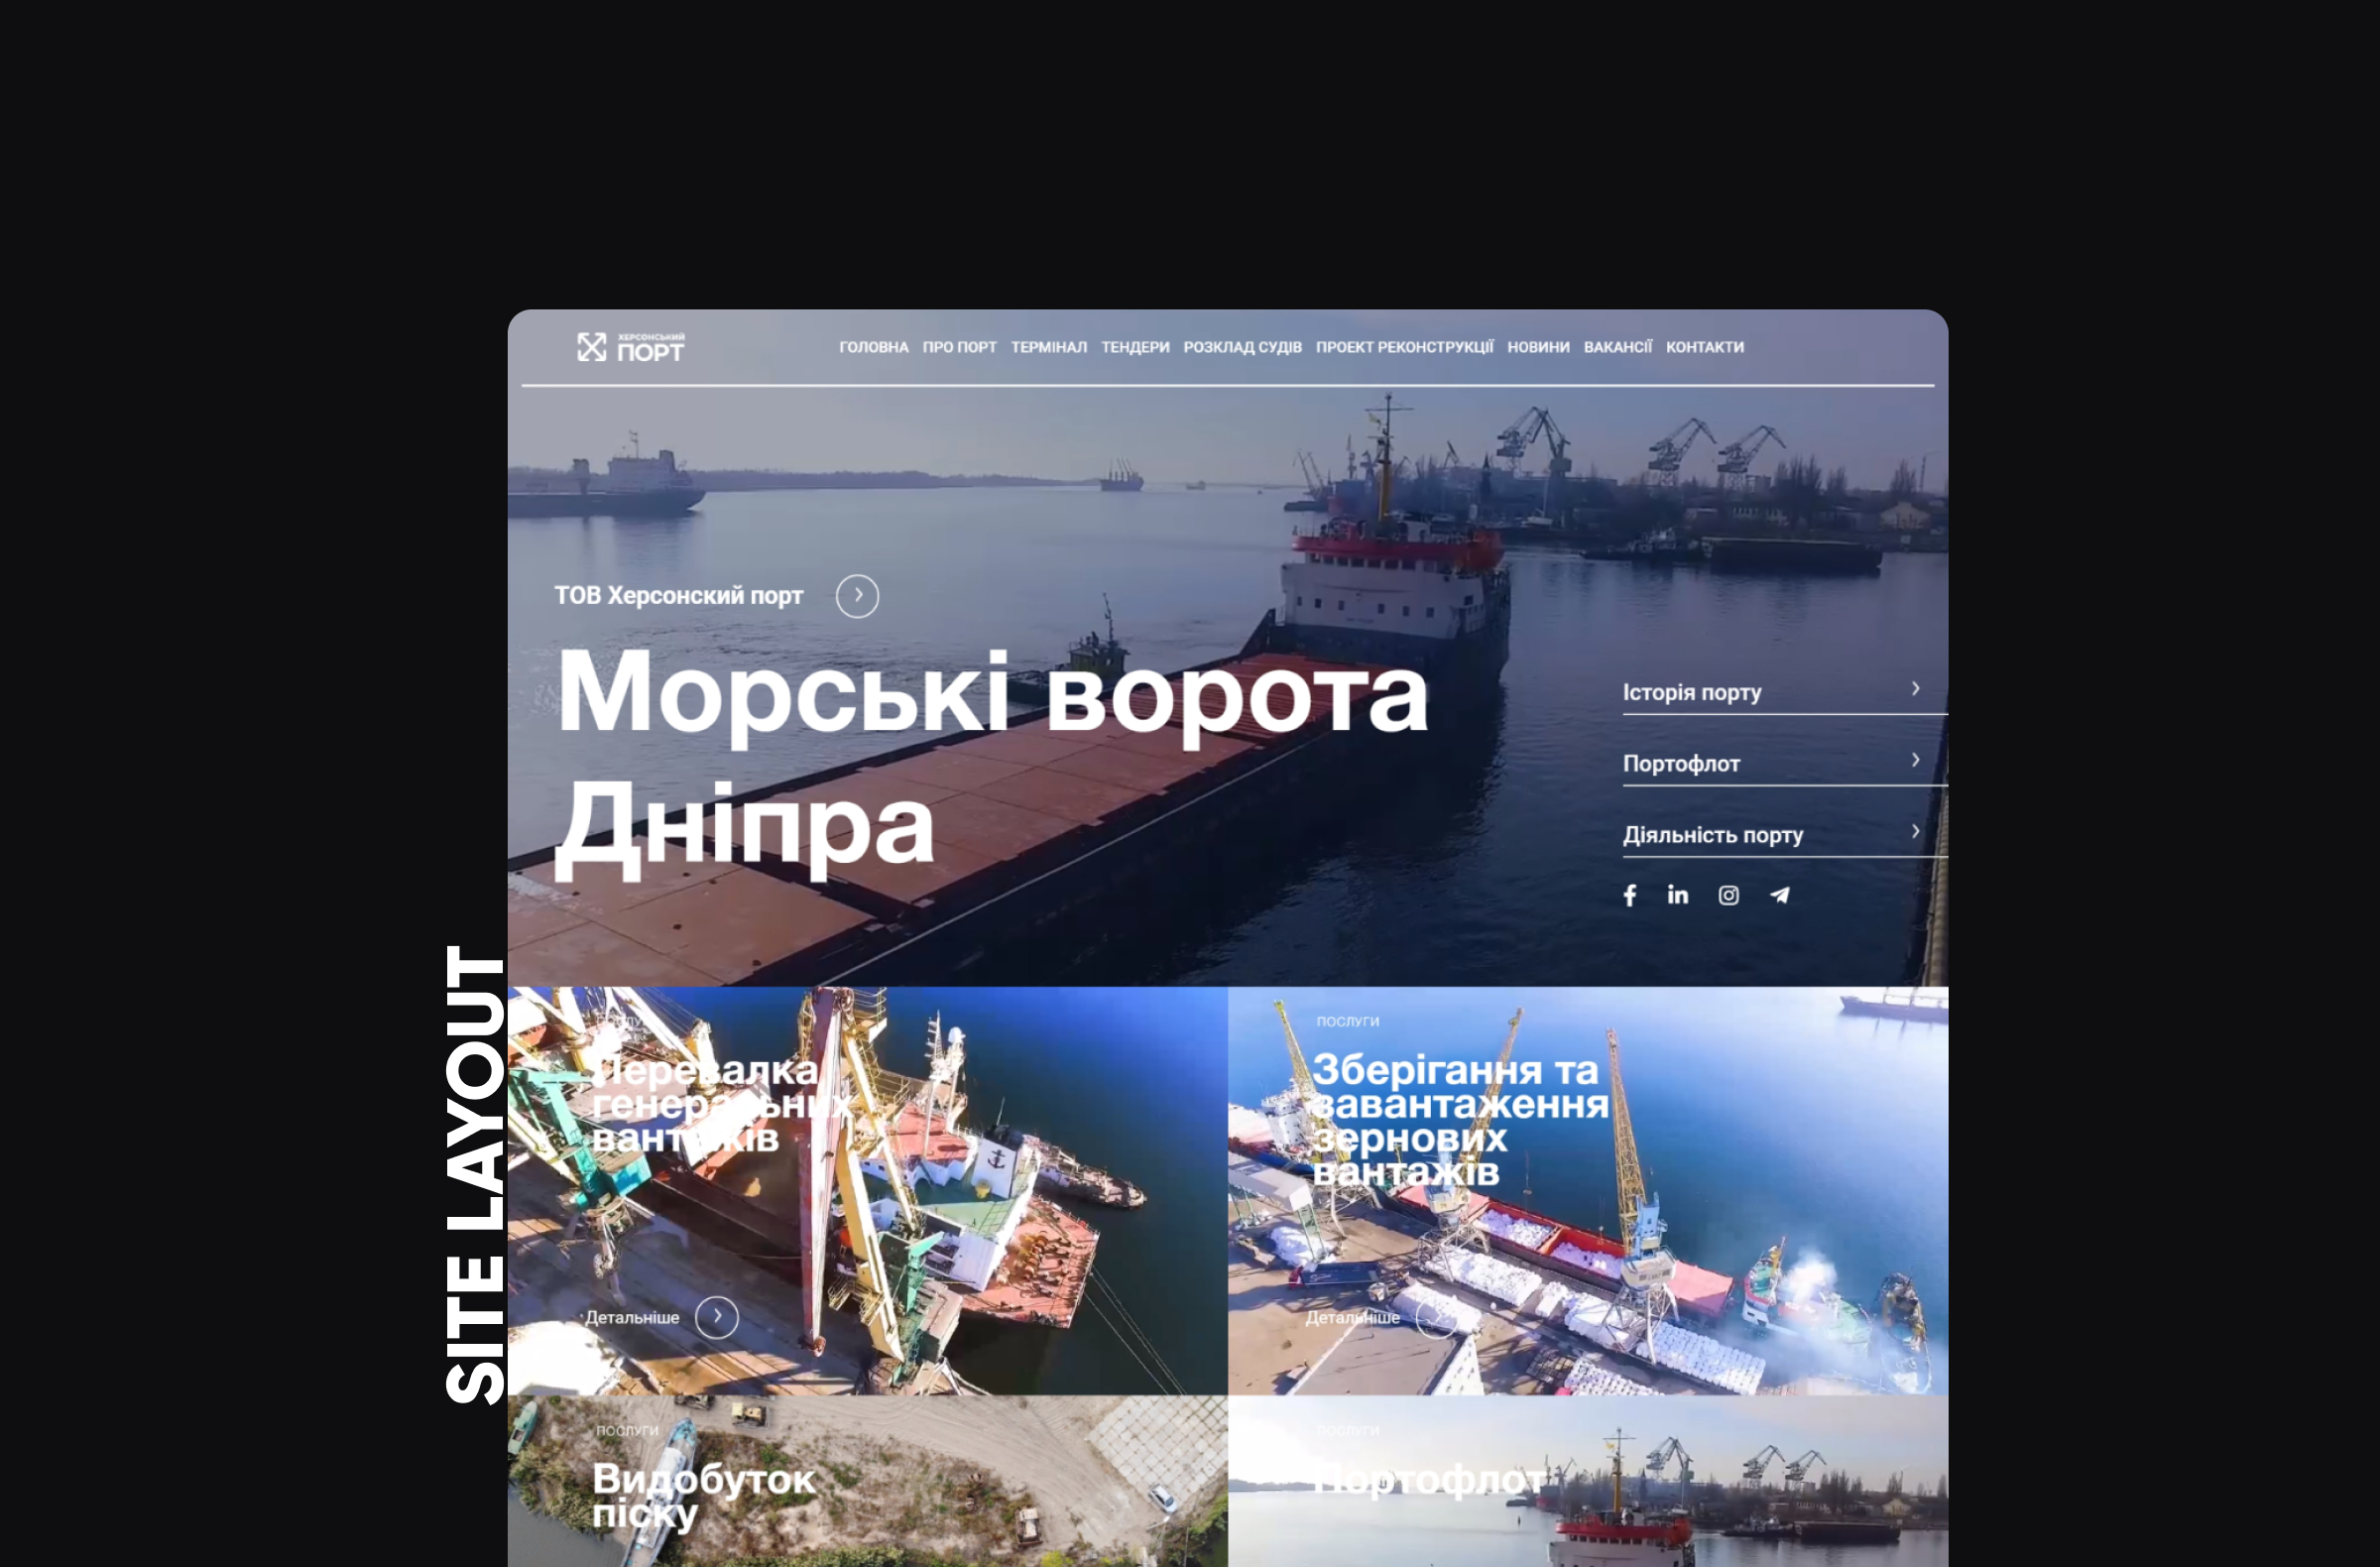 ХЕРСОНСЬКИЙ
ПОРТ
ГОЛОВНА ПРО ПОРТ ТЕРМІНАЛ ТЕНДЕРИ РОЗКЛАД СУДІВ ПРОЕКТ РЕКОНСТРУКЦІЇ НОВИНИ ВАКАНСІЇ КОНТАКТИ
ТОВ Херсонский порт
Морські ворота
Дніпра
Історія порту
Портофлот
Діяльність порту
SITE LAYOUT
ПОСЛУГИ
Перевалка
генеральних
вантажів
Детальніше
ПОСЛУГИ
Зберігання та
завантаження
зернових
вантажів
Детальніше
ПОСЛУГИ
Видобуток
піску
ПОСЛУГИ
Портофлот